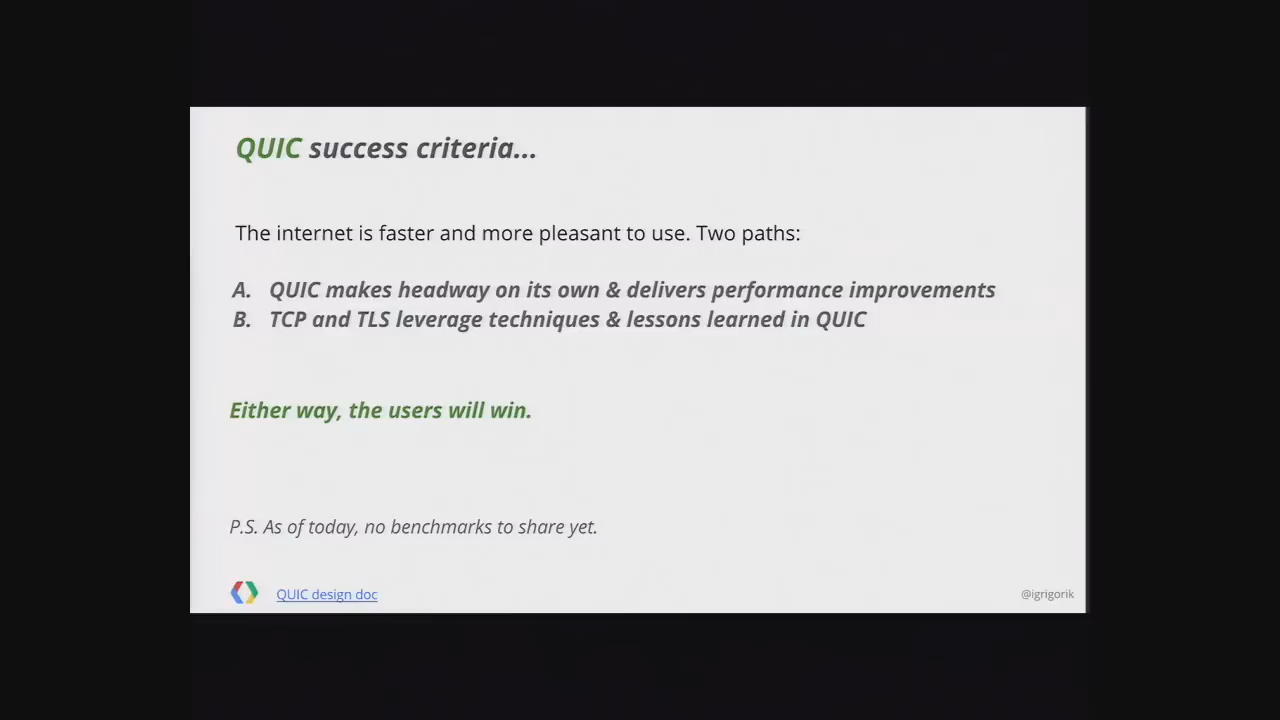 QUIC success criteria...
The internet is faster and more pleasant to use. Two paths:
A. QUIC makes headway on its own & delivers performance improvements
B. TCP and TLS leverage techniques & lessons learned in QUIC
Either way, the users will win.
P.S. As of today, no benchmarks to share yet.
QUIC design doc
@igrigorik